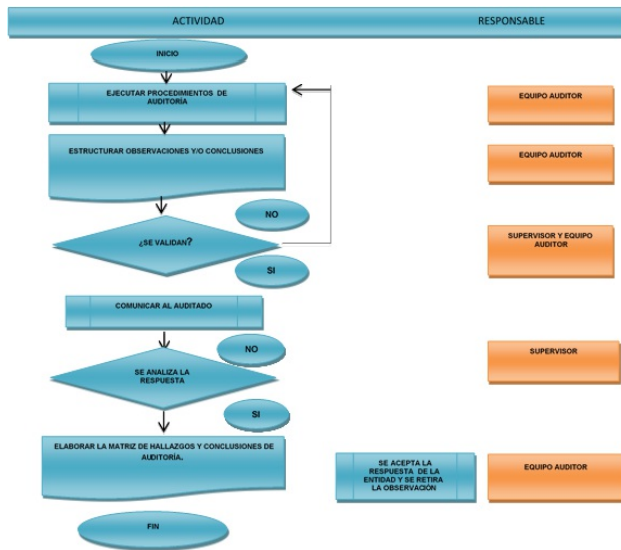 ACTIVIDAD
RESPONSABLE
INICIO
EJECUTAR PROCEDIMIENTOS DE
AUDITORÍA
EQUIPO AUDITOR
ESTRUCTURAR OBSERVACIONES Y/O CONCLUSIONES
EQUIPO AUDITOR
NO
¿SE VALIDAN?
SUPERVISOR Y EQUIPO
AUDITOR
SI
COMUNICAR AL AUDITADO
NO
SUPERVISOR
SE ANALIZA LA
RESPUESTA
SI
ELABORAR LA MATRIZ DE HALLAZGOS Y CONCLUSIONES DE
AUDITORÍA.
SE ACEPTA LA
RESPUESTA DE LA
ENTIDAD Y SE RETIRA
LA OBSERVACIÓN
EQUIPO AUDITOR
FIN